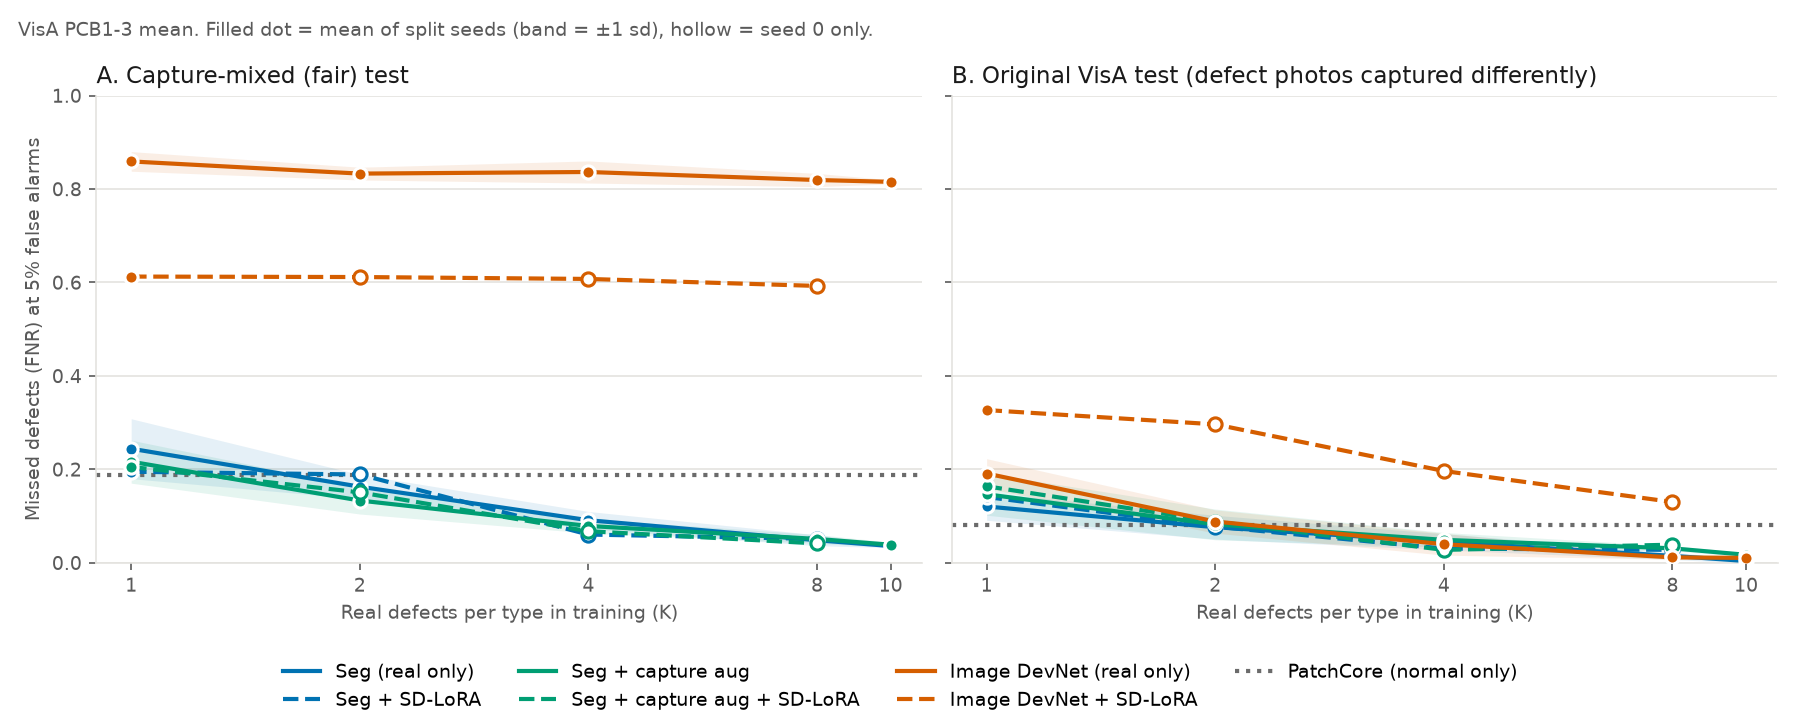 VisA PCB1-3 mean. Filled dot = mean of split seeds (band = ±1 sd), hollow = seed 0 only.
A. Capture-mixed (fair) test
Missed defects (FNR) at 5% false alarms
1.0
0.8
0.6
0.4
0.2
0.0
1 2 4 8 10
Real defects per type in training (K)
B. Original VisA test (defect photos captured differently)
1 2 4 8 10
Real defects per type in training (K)
Seg (real only)
Seg + SD-LoRA
Seg + capture aug
Seg + capture aug + SD-LoRA
Image DevNet (real only)
Image DevNet + SD-LoRA
PatchCore (normal only)